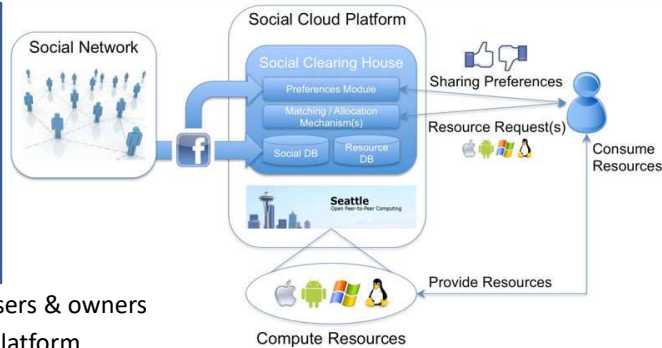 Social Network
Social Cloud Platform
Social Clearing House
Preferences Module
Matching / Allocation
Mechanism(s)
Social DB
Resource
DB
f
Seattle
Open Peer-to-Peer Computing
Sharing Preferences
Resource Request(s)
Consume
Resources
Provide Resources
Compute Resources
sers & owners
latform